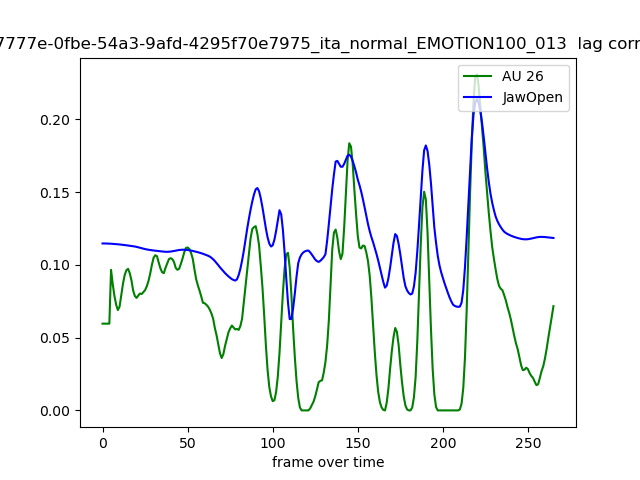 7777e-0fbe-54a3-9afd-4295f70e7975_ita_normal_EMOTION100_013 lag corr
AU 26
JawOpen
0.20
0.15
0.10
0.05
0.00
0 50 100 150 200 250
frame over time